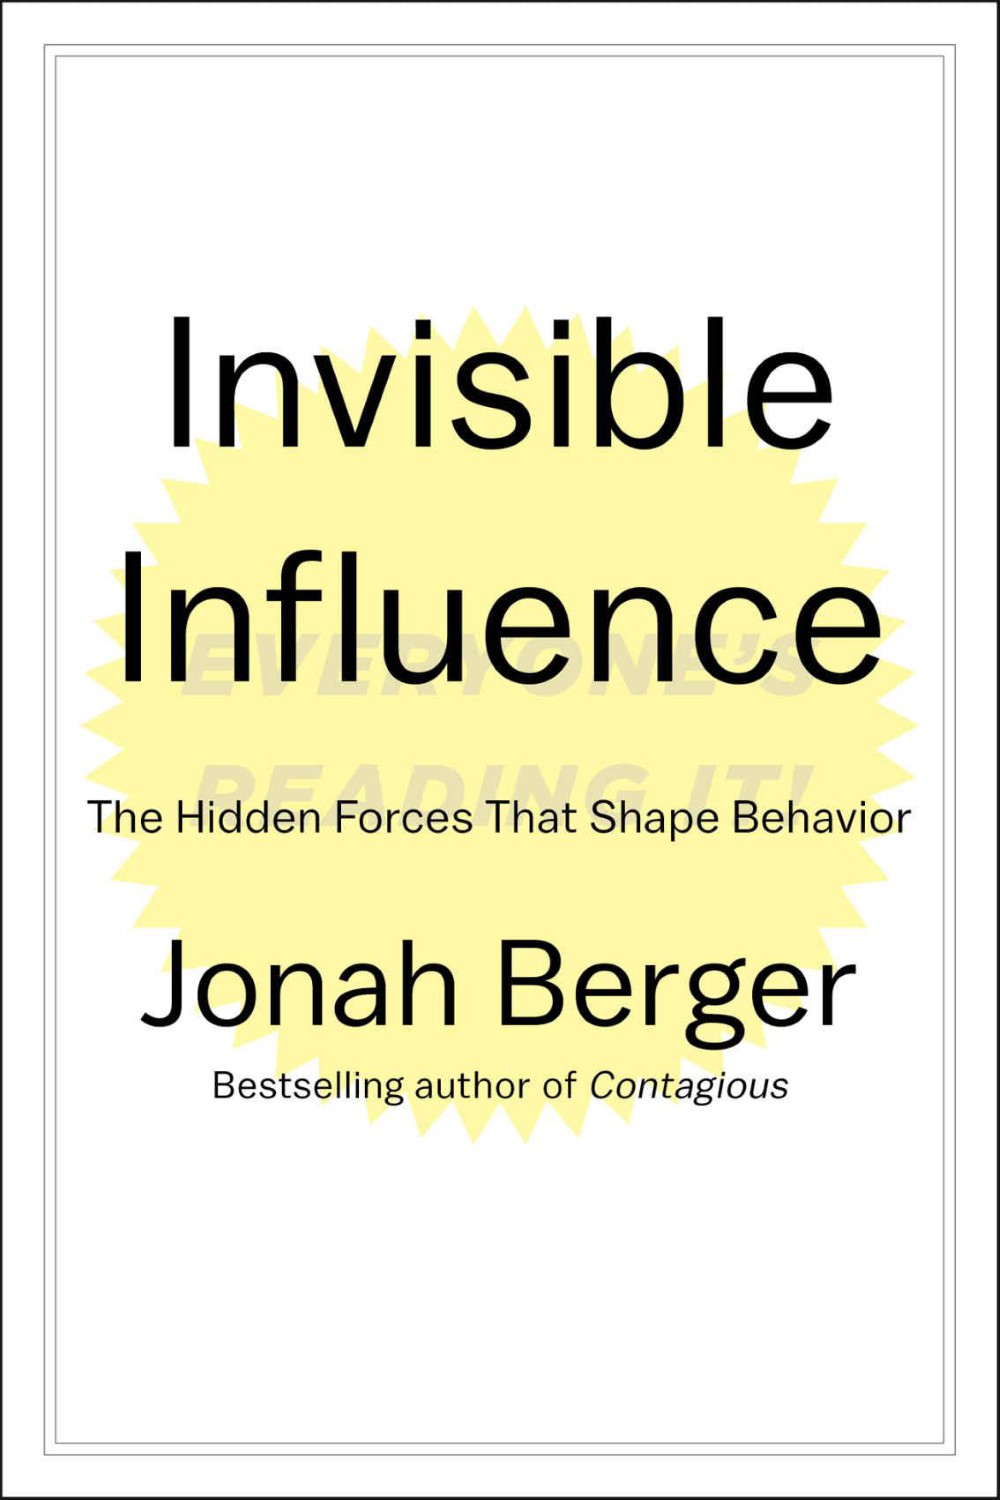 Invisible
Influence
EVERYONE'S
READING IT!
The Hidden Forces That Shape Behavior
Jonah Berger
Bestselling author of Contagious